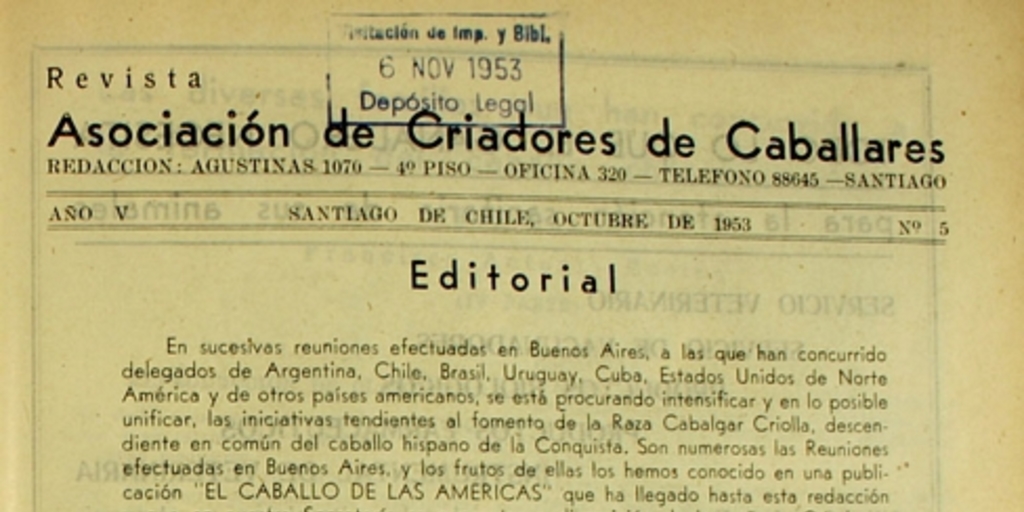 Visitación de Imp. y Bibl.
6 NOV 1953
Depósito Legal
Revista
Asociación de Criadores de Caballares
REDACCION: AGUSTINAS 1070 — 4º PISO — OFICINA 320 — TELEFONO 88645 —SANTIAGO
AÑO V SANTIAGO DE CHILE, OCTUBRE DE 1953 Nº 5
Editorial
En sucesivas reuniones efectuadas en Buenos Aires, a las que han concurrido
delegados de Argentina, Chile, Brasil, Uruguay, Cuba, Estados Unidos de Norte
América y de otros países americanos, se está procurando intensificar y en lo posible
unificar, las iniciativas tendientes al fomento de la Raza Cabalgar Criolla, descen-
diente en común del caballo hispano de la Conquista. Son numerosas las Reuniones
efectuadas en Buenos Aires, y los frutos de ellas los hemos conocido en una publi-
cación "EL CABALLO DE LAS AMERICAS" que ha llegado hasta esta redacción